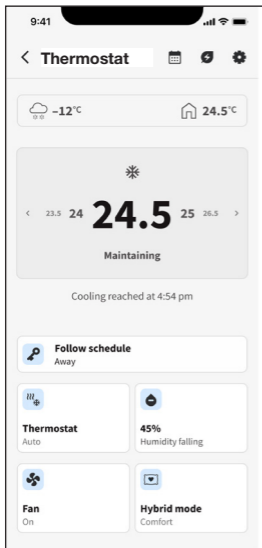 9:41
Thermostat
–12°C 24.5°C
23.5 24 24.5 25 26.5
Maintaining
Cooling reached at 4:54 pm
Follow schedule
Away
Thermostat
Auto
45%
Humidity falling
Fan
On
Hybrid mode
Comfort